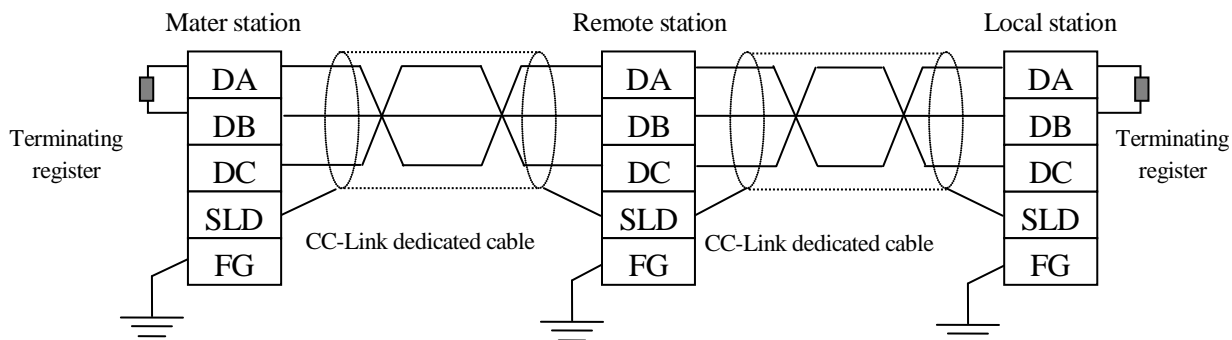 Mater station
Remote station
Local station
DA
DB
DC
SLD
FG
DA
DB
DC
SLD
FG
DA
DB
DC
SLD
FG
Terminating
register
CC-Link dedicated cable
CC-Link dedicated cable
Terminating
register